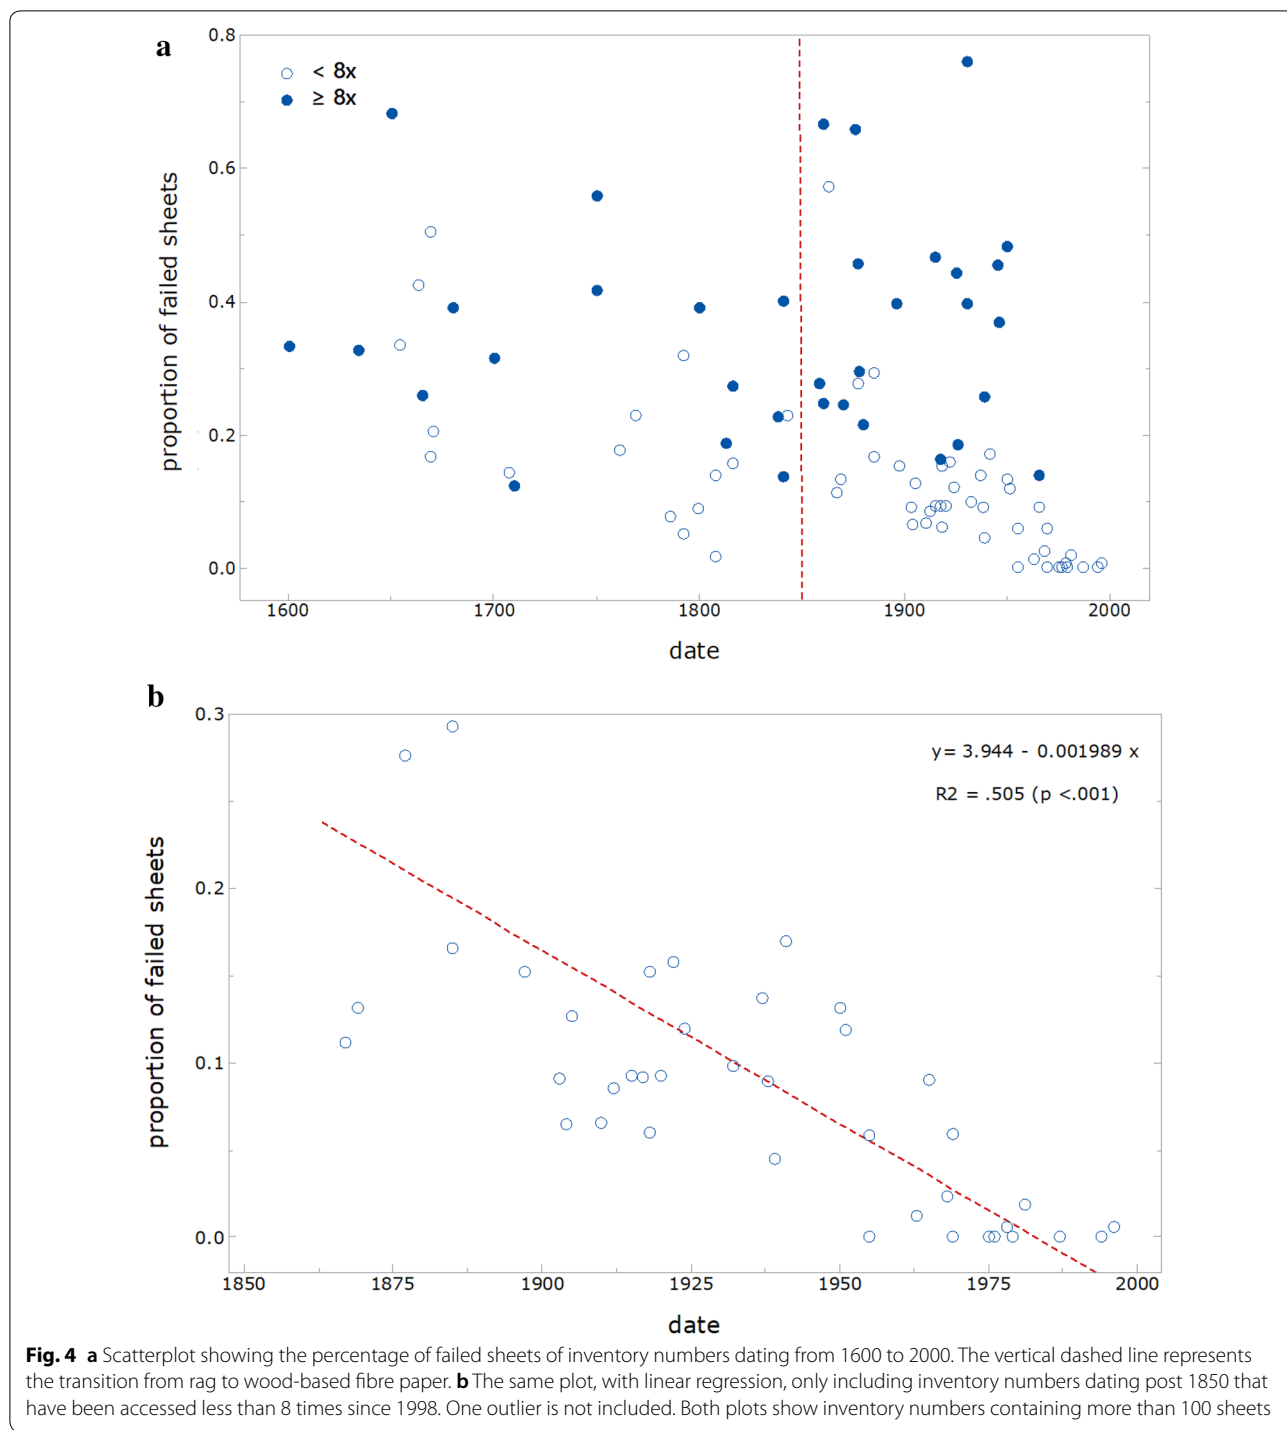 a
0.8
< 8x
≥ 8x
0.6
0.4
0.2
0.0
proportion of failed sheets
1600 1700 1800 1900 2000
date
b
0.3
y= 3.944 - 0.001989 x
R2 = .505 (p <.001)
0.2
0.1
0.0
proportion of failed sheets
1850 1875 1900 1925 1950 1975 2000
date
Fig. 4 a Scatterplot showing the percentage of failed sheets of inventory numbers dating from 1600 to 2000. The vertical dashed line represents
the transition from rag to wood-based fibre paper. b The same plot, with linear regression, only including inventory numbers dating post 1850 that
have been accessed less than 8 times since 1998. One outlier is not included. Both plots show inventory numbers containing more than 100 sheets